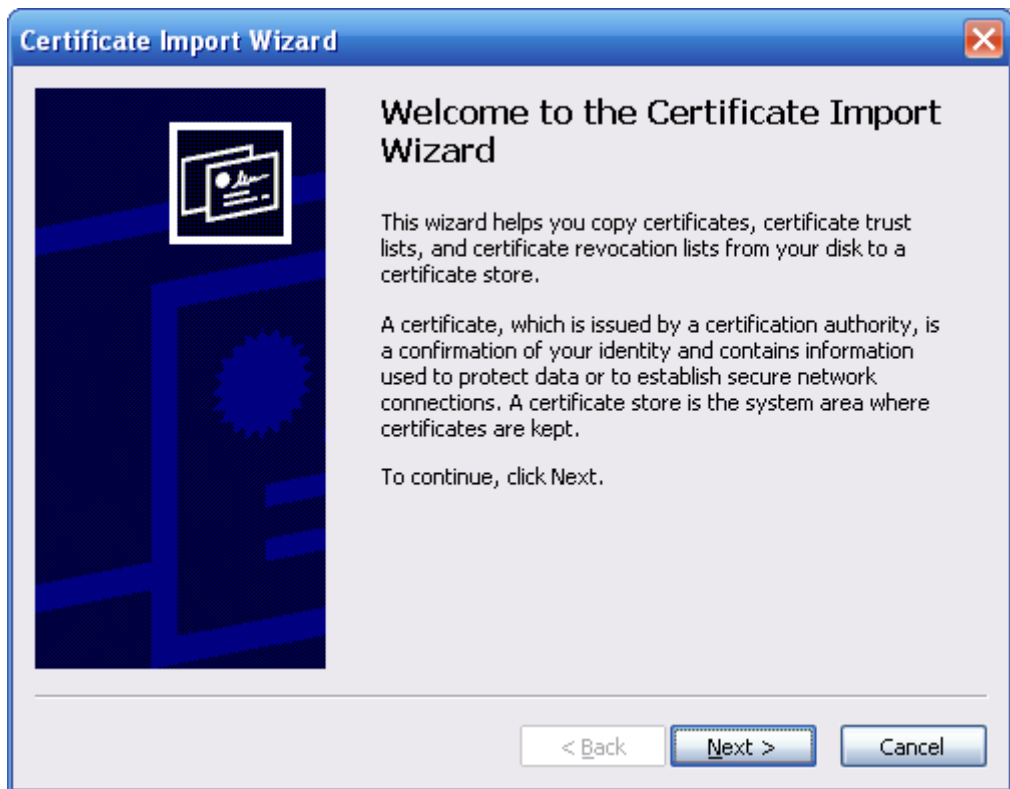 Certificate Import Wizard
Welcome to the Certificate Import
Wizard
This wizard helps you copy certificates, certificate trust
lists, and certificate revocation lists from your disk to a
certificate store.
A certificate, which is issued by a certification authority, is
a confirmation of your identity and contains information
used to protect data or to establish secure network
connections. A certificate store is the system area where
certificates are kept.
To continue, click Next.
< Back
Next >
Cancel